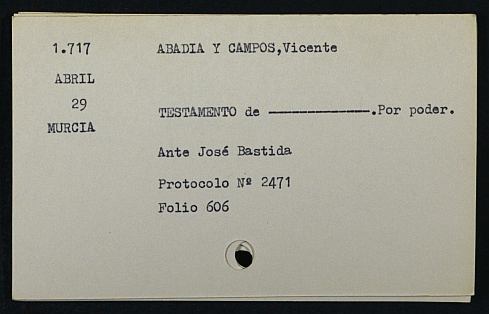 1.717
ABADIA Y CAMPOS,Vicente
ABRIL
29
MURCIA
TESTAMENTO de --------------.Por poder.
Ante José Bastida
Protocolo Nº 2471
Folio 606